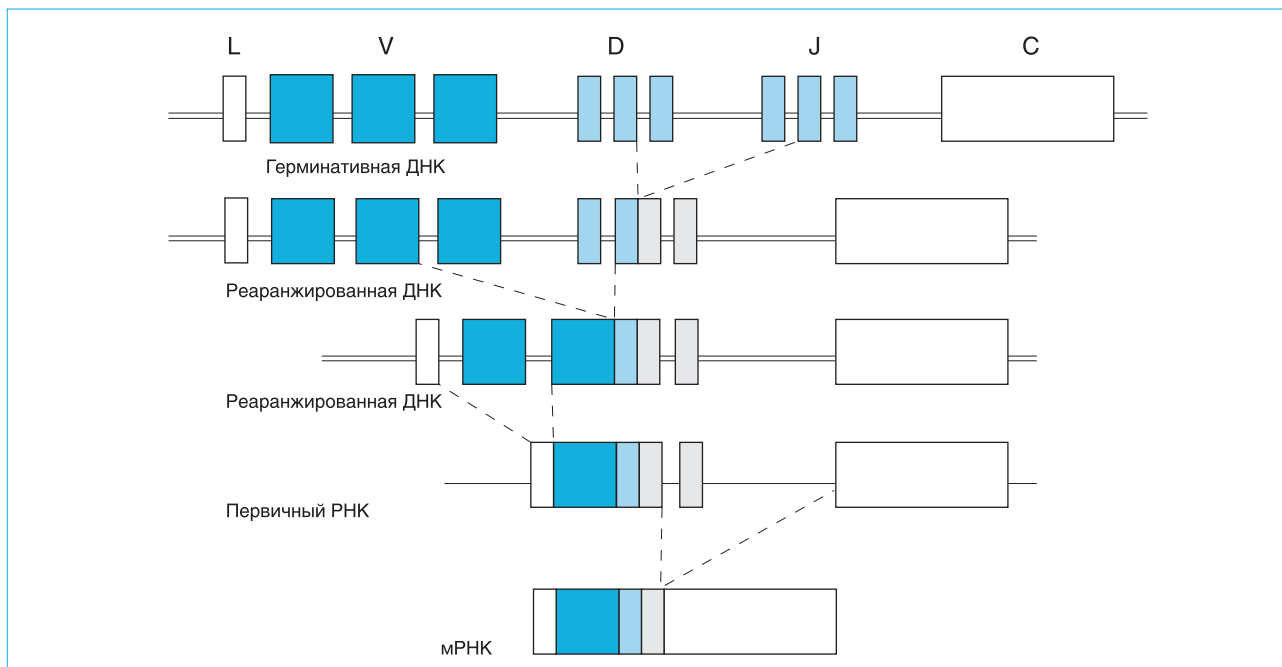 L V D J C
Герминативная ДНК
Реаранжированная ДНК
Реаранжированная ДНК
Первичный РНК
мРНК